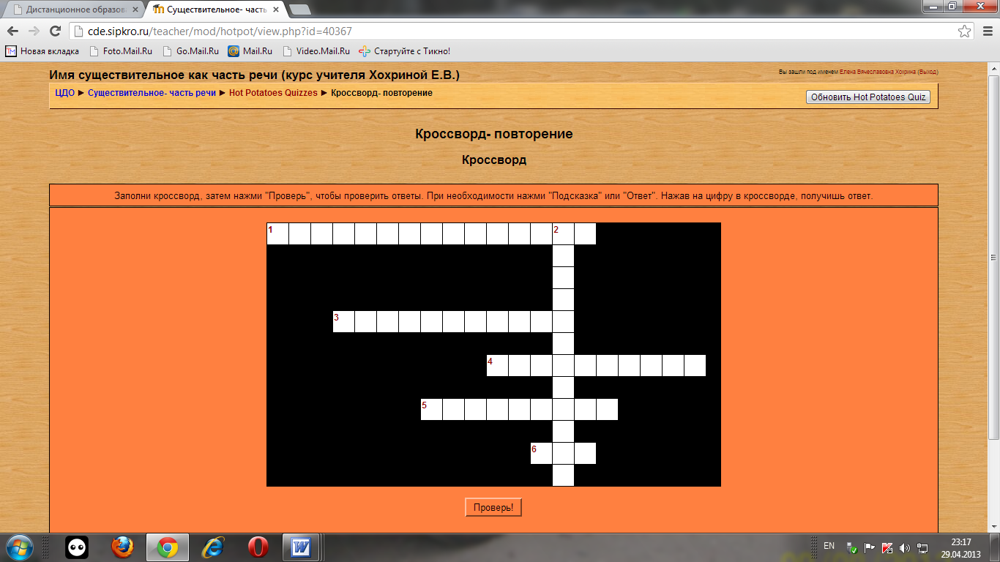 Дистанционное образова
Существительное- часть
cde.sipkro.ru/teacher/mod/hotpot/view.php?id=40367
Новая вкладка Foto.Mail.Ru Go.Mail.Ru Mail.Ru Video.Mail.Ru Стартуйте с Тикно!
Имя существительное как часть речи (курс учителя Хохриной Е.В.)
Вы зашли под именем Елена Вячеславовна Хохрина (Выход)
ЦДО ► Существительное- часть речи ► Hot Potatoes Quizzes ► Кроссворд- повторение
Обновить Hot Potatoes Quiz
Кроссворд- повторение
Кроссворд
Заполни кроссворд, затем нажми "Проверь", чтобы проверить ответы. При необходимости нажми "Подсказка" или "Ответ". Нажав на цифру в кроссворде, получишь ответ.
1 2
3
4
5
6
Проверь!
EN
23:17
29.04.2013